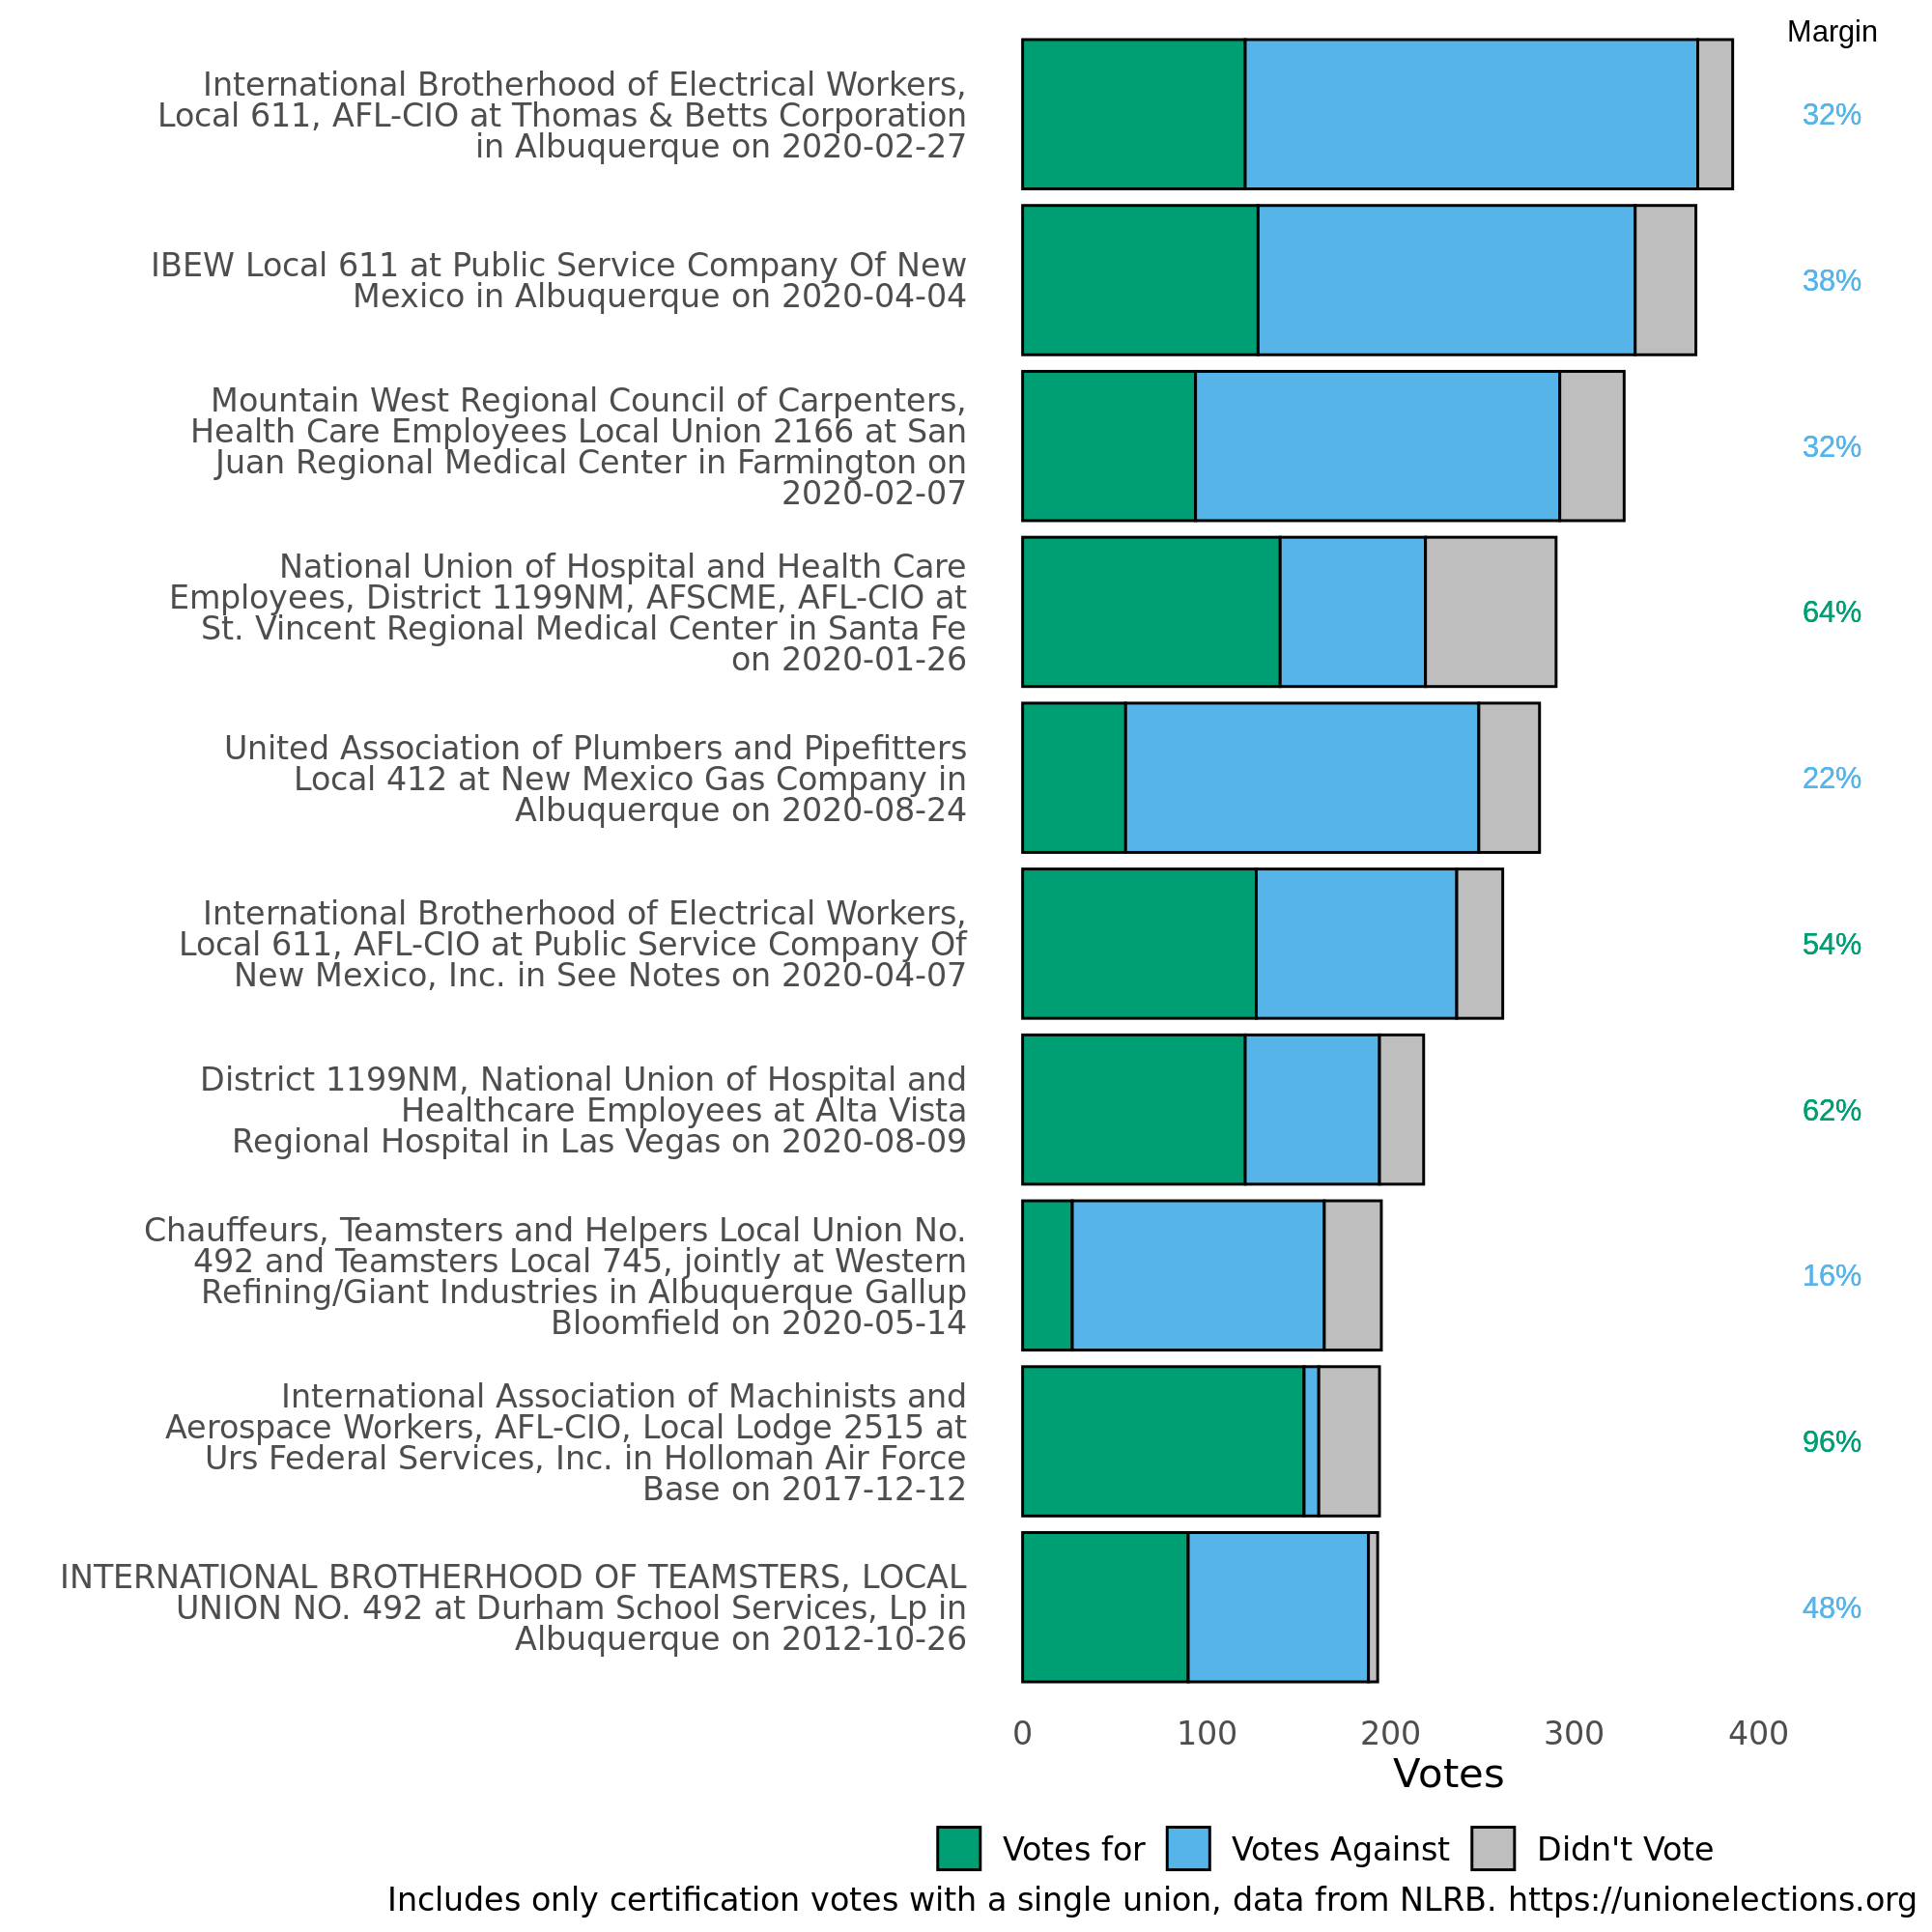 Margin
International Brotherhood of Electrical Workers,
Local 611, AFL-CIO at Thomas & Betts Corporation
in Albuquerque on 2020-02-27
32%
IBEW Local 611 at Public Service Company Of New
Mexico in Albuquerque on 2020-04-04
38%
Mountain West Regional Council of Carpenters,
Health Care Employees Local Union 2166 at San
Juan Regional Medical Center in Farmington on
2020-02-07
32%
National Union of Hospital and Health Care
Employees, District 1199NM, AFSCME, AFL-CIO at
St. Vincent Regional Medical Center in Santa Fe
on 2020-01-26
64%
United Association of Plumbers and Pipefitters
Local 412 at New Mexico Gas Company in
Albuquerque on 2020-08-24
22%
International Brotherhood of Electrical Workers,
Local 611, AFL-CIO at Public Service Company Of
New Mexico, Inc. in See Notes on 2020-04-07
54%
District 1199NM, National Union of Hospital and
Healthcare Employees at Alta Vista
Regional Hospital in Las Vegas on 2020-08-09
62%
Chauffeurs, Teamsters and Helpers Local Union No.
492 and Teamsters Local 745, jointly at Western
Refining/Giant Industries in Albuquerque Gallup
Bloomfield on 2020-05-14
16%
International Association of Machinists and
Aerospace Workers, AFL-CIO, Local Lodge 2515 at
Urs Federal Services, Inc. in Holloman Air Force
Base on 2017-12-12
96%
INTERNATIONAL BROTHERHOOD OF TEAMSTERS, LOCAL
UNION NO. 492 at Durham School Services, Lp in
Albuquerque on 2012-10-26
48%
0 100 200 300 400
Votes
Votes for Votes Against Didn't Vote
Includes only certification votes with a single union, data from NLRB. https://unionelections.org